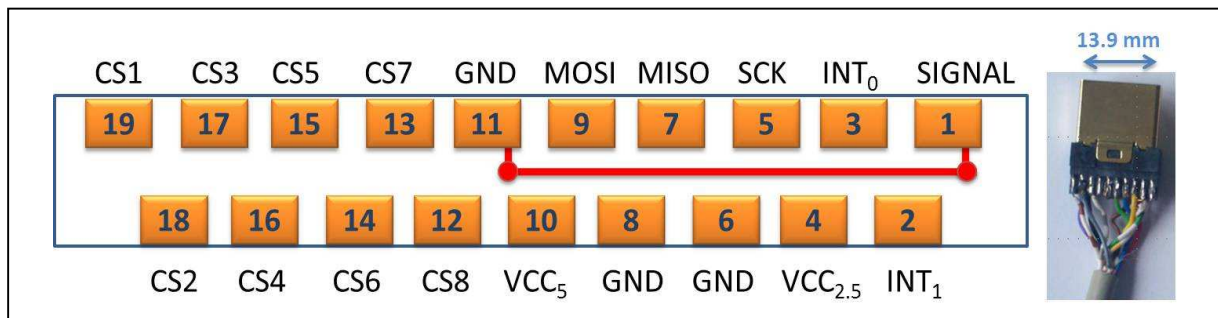 CS1 CS3 CS5 CS7 GND MOSI MISO SCK INT₀ SIGNAL
19 17 15 13 11 9 7 5 3 1
18 16 14 12 10 8 6 4 2
CS2 CS4 CS6 CS8 VCC₅ GND GND VCC₂.₅ INT₁
13.9 mm